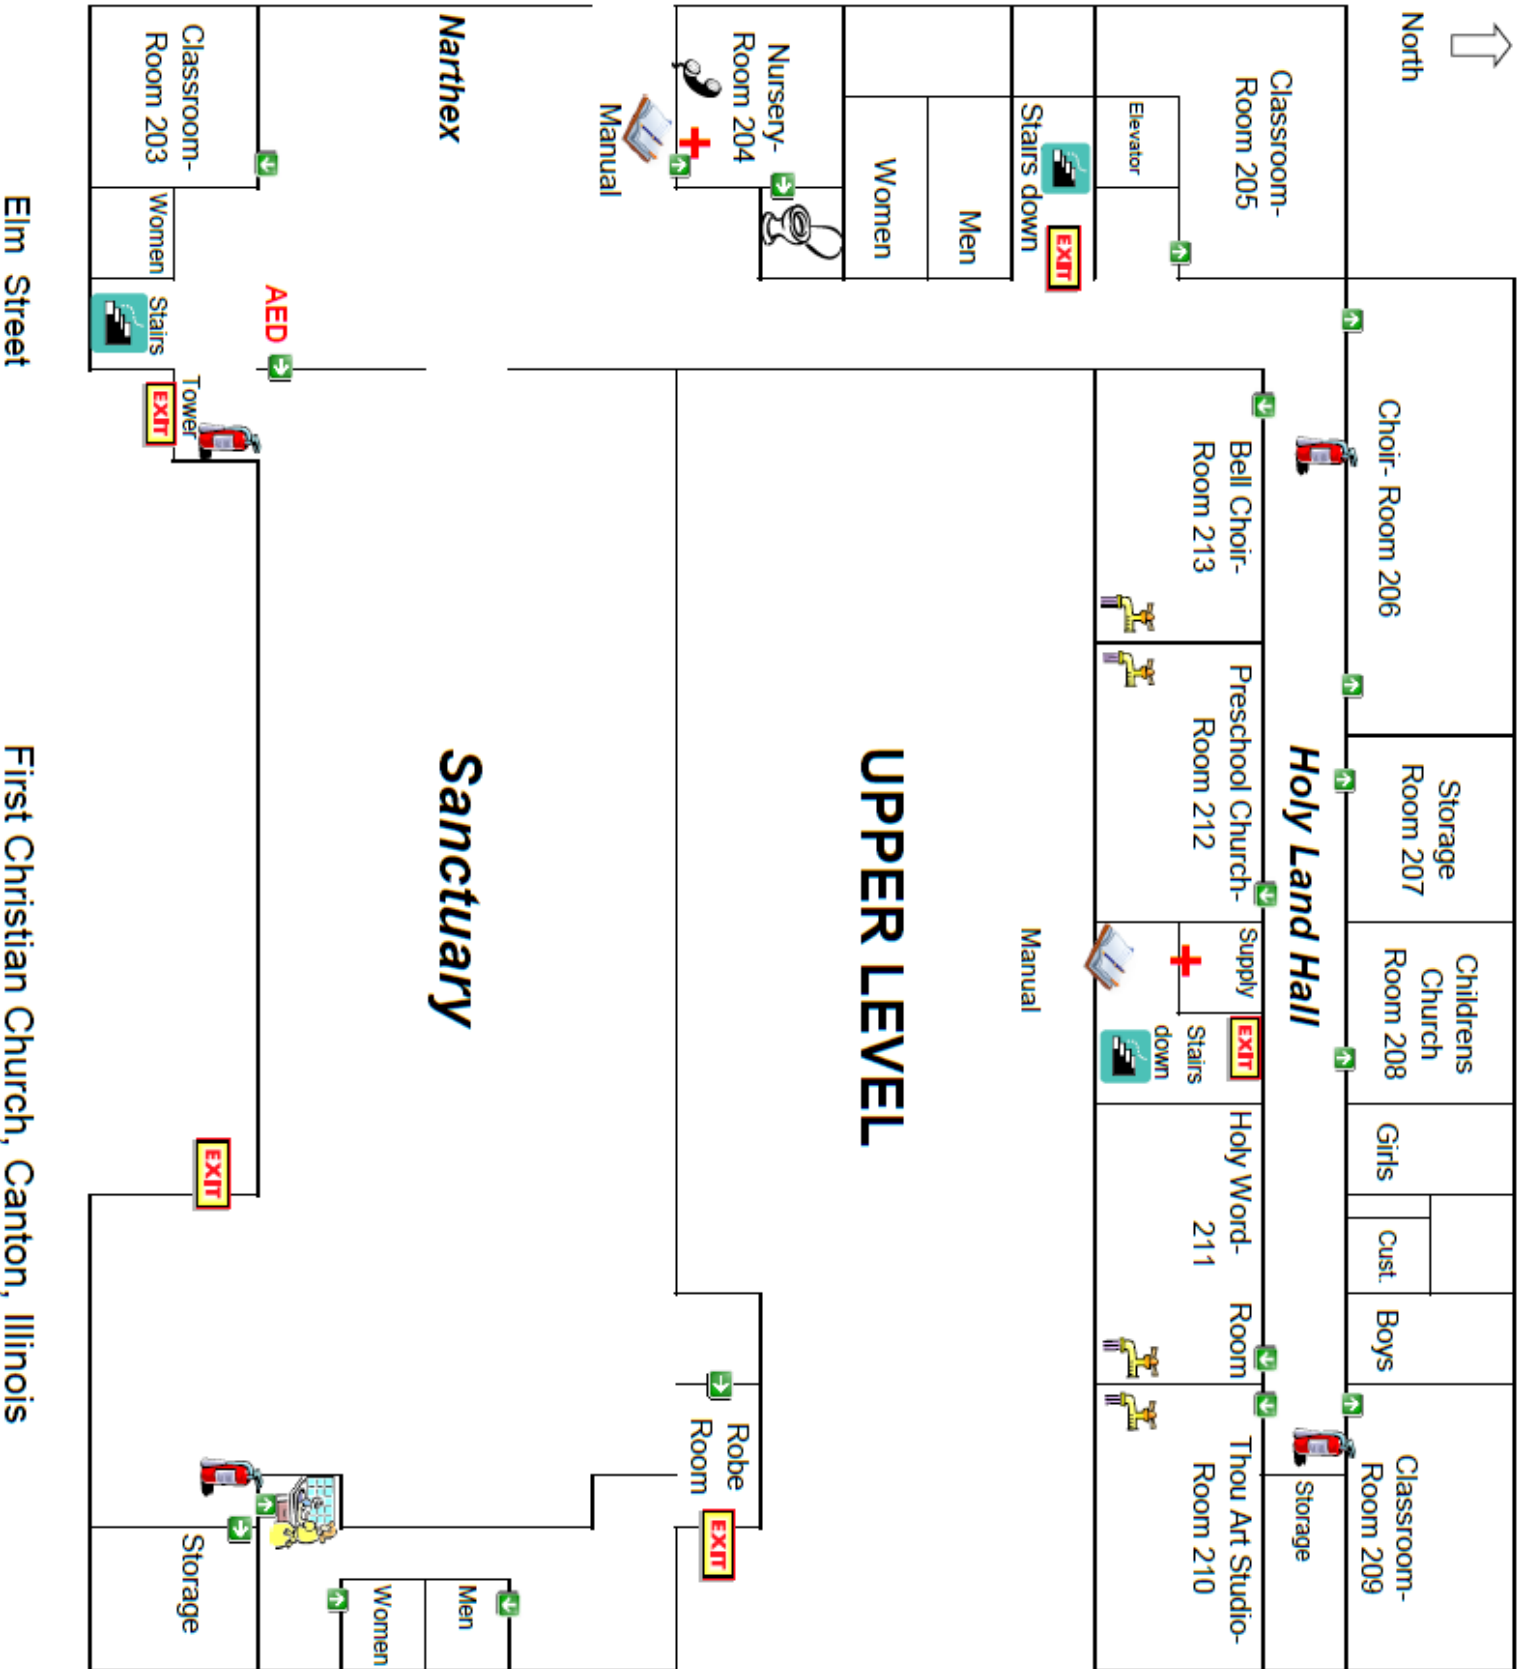 North
Classroom-
Room 205
Elevator
Stairs down
EXIT
Men
Women
Nursery-
Room 204
Manual
Narthex
Classroom-
Room 203
Women
Stairs
AED
Tower
EXIT
Choir- Room 206
Storage
Room 207
Childrens
Church
Room 208
Girls
Cust.
Boys
Classroom-
Room 209
Holy Land Hall
Storage
Bell Choir-
Room 213
Preschool Church-
Room 212
Supply
EXIT
Stairs
down
Holy Word- Room
211
Thou Art Studio-
Room 210
Manual
UPPER LEVEL
Robe
Room
EXIT
Sanctuary
EXIT
Men
Women
Storage
Elm Street
First Christian Church, Canton, Illinois